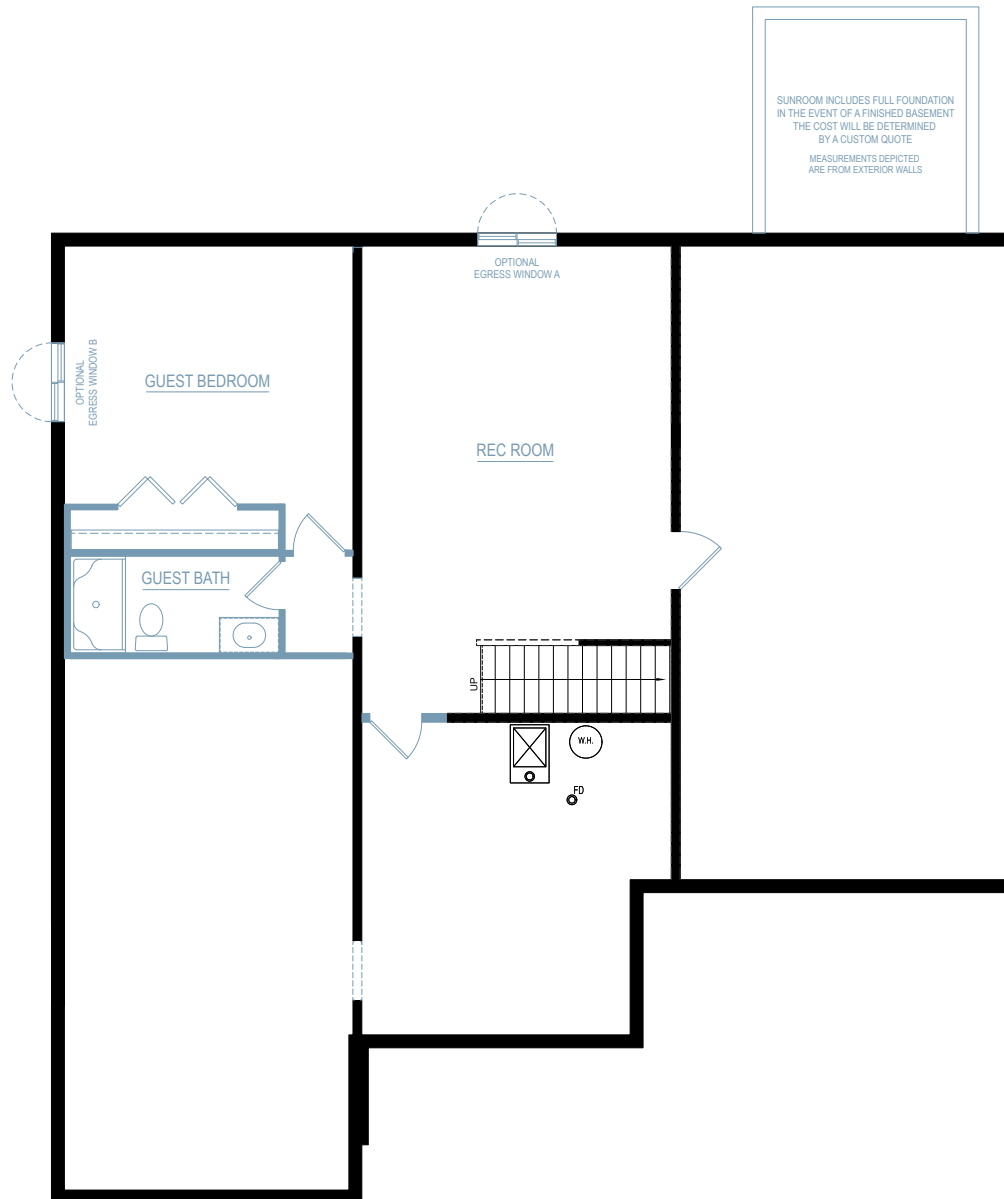 SUNROOM INCLUDES FULL FOUNDATION
IN THE EVENT OF A FINISHED BASEMENT
THE COST WILL BE DETERMINED
BY A CUSTOM QUOTE
MEASUREMENTS DEPICTED
ARE FROM EXTERIOR WALLS
OPTIONAL
EGRESS WINDOW A
OPTIONAL
EGRESS WINDOW B
GUEST BEDROOM
REC ROOM
GUEST BATH
UP
W.H.
FD